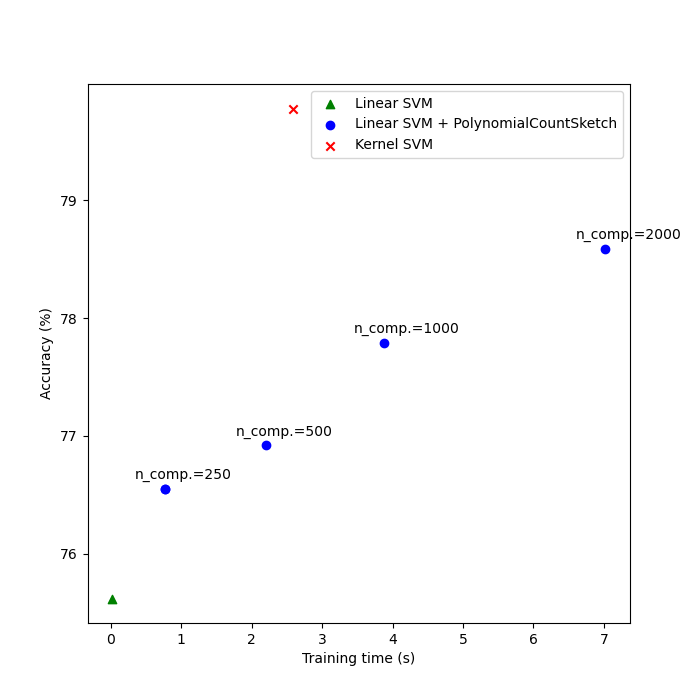 Linear SVM
Linear SVM + PolynomialCountSketch
Kernel SVM
79
n_comp.=2000
78
n_comp.=1000
Accuracy (%)
77
n_comp.=500
n_comp.=250
76
0 1 2 3 4 5 6 7
Training time (s)